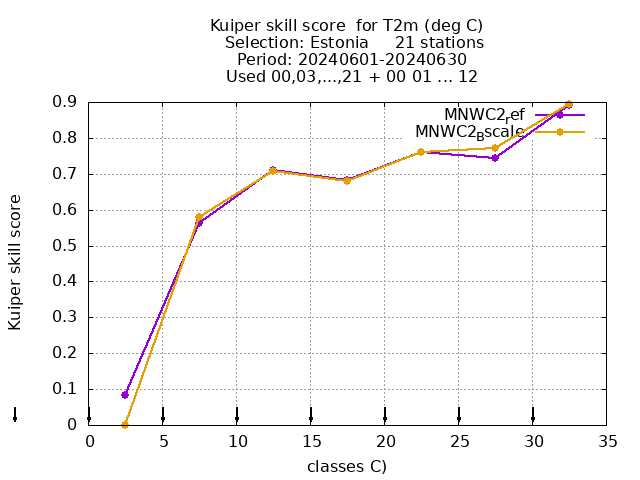 Kuiper skill score  for T2m (deg C)
Selection: Estonia     21 stations
Period: 20240601-20240630
Used 00,03,...,21 + 00 01 ... 12
MNWC2_ref
MNWC2_Bscale
Kuiper skill score
0.9
0.8
0.7
0.6
0.5
0.4
0.3
0.2
0.1
0
0 5 10 15 20 25 30 35
classes C)